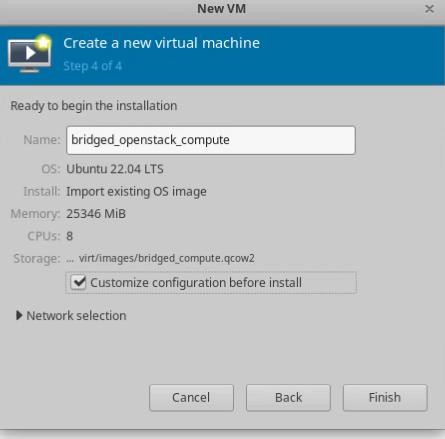 New VM
Create a new virtual machine
Step 4 of 4
Ready to begin the installation
Name: bridged_openstack_compute
OS: Ubuntu 22.04 LTS
Install: Import existing OS image
Memory: 25346 MiB
CPUs: 8
Storage: ... virt/images/bridged_compute.qcow2
Customize configuration before install
Network selection
Cancel Back Finish